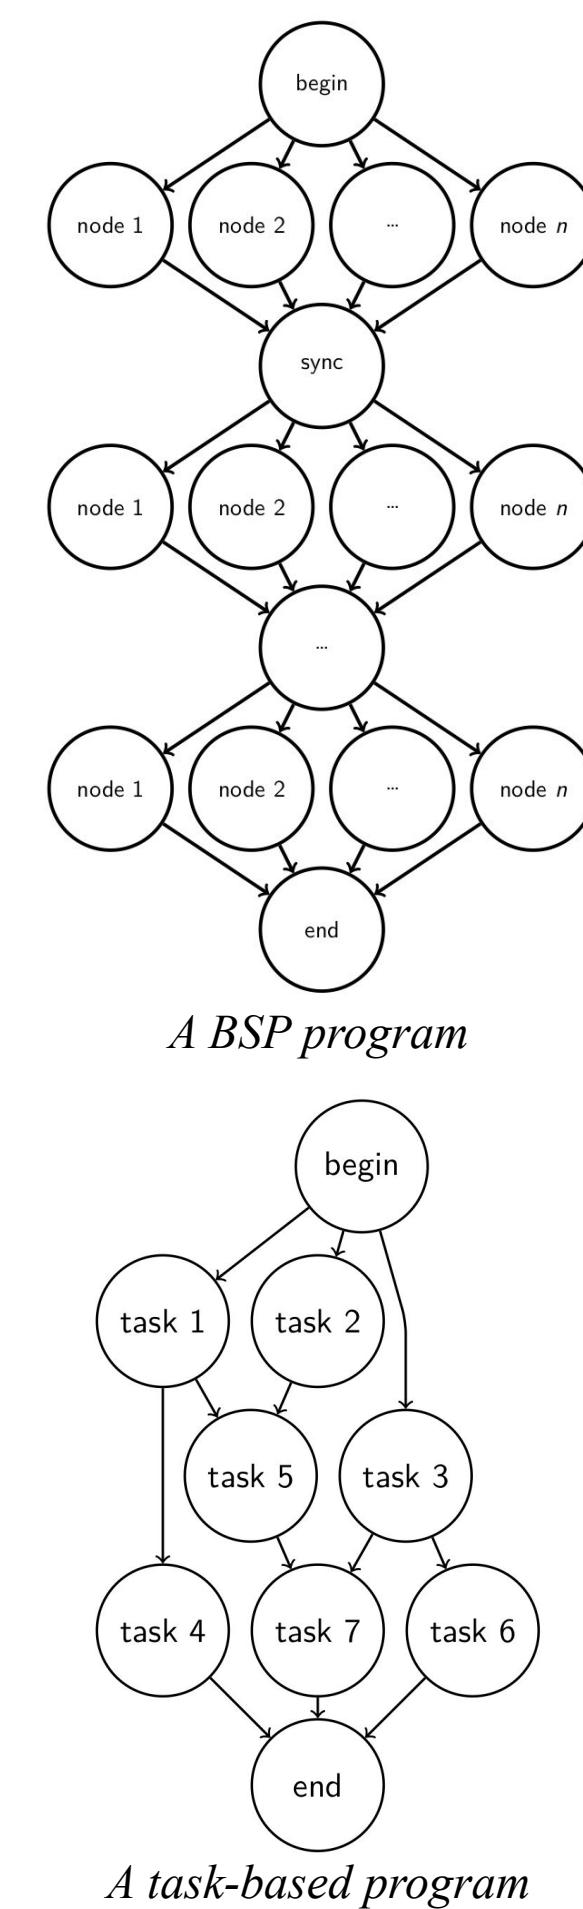 begin
node 1 node 2 ... node n
sync
node 1 node 2 ... node n
...
node 1 node 2 ... node n
end
A BSP program
begin
task 1 task 2
task 5 task 3
task 4 task 7 task 6
end
A task-based program